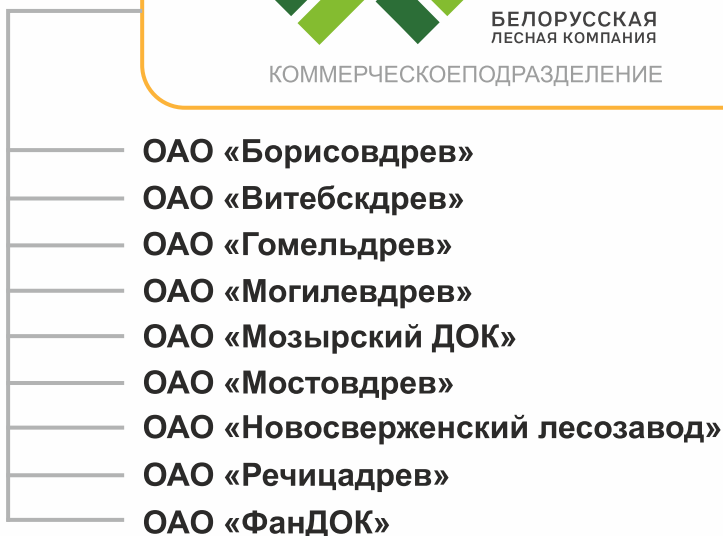 БЕЛОРУССКАЯ
ЛЕСНАЯ КОМПАНИЯ
КОММЕРЧЕСКОЕПОДРАЗДЕЛЕНИЕ
ОАО «Борисовдрев»
ОАО «Витебскдрев»
ОАО «Гомельдрев»
ОАО «Могилевдрев»
ОАО «Мозырский ДОК»
ОАО «Мостовдрев»
ОАО «Новосверженский лесозавод»
ОАО «Речицадрев»
ОАО «ФанДОК»